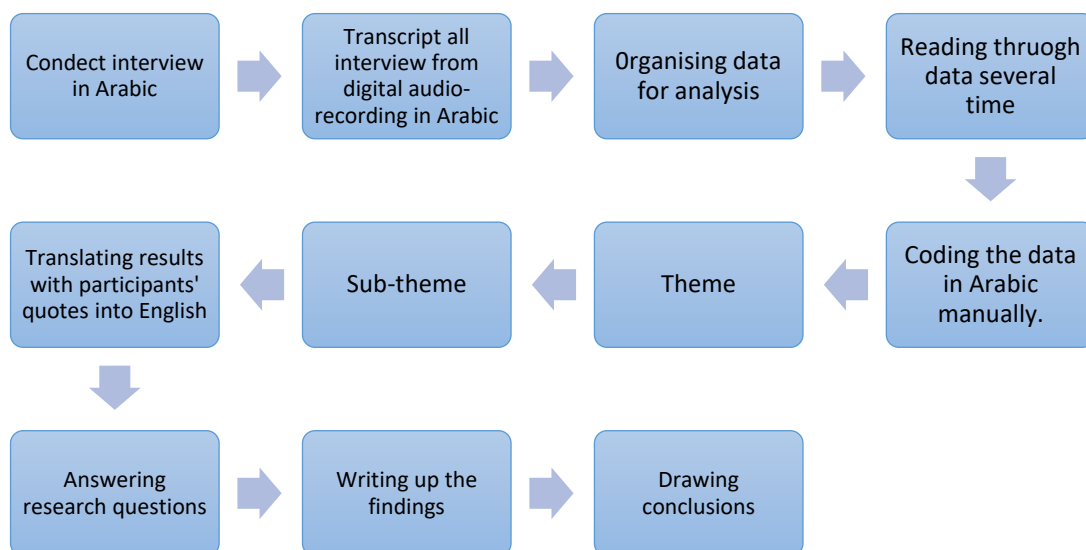 Condect interview
in Arabic
Transcript all
interview from
digital audio-
recording in Arabic
0rganising data
for analysis
Reading thruogh
data several
time
Coding the data
in Arabic
manually.
Theme
Sub-theme
Translating results
with participants'
quotes into English
Answering
research questions
Writing up the
findings
Drawing
conclusions